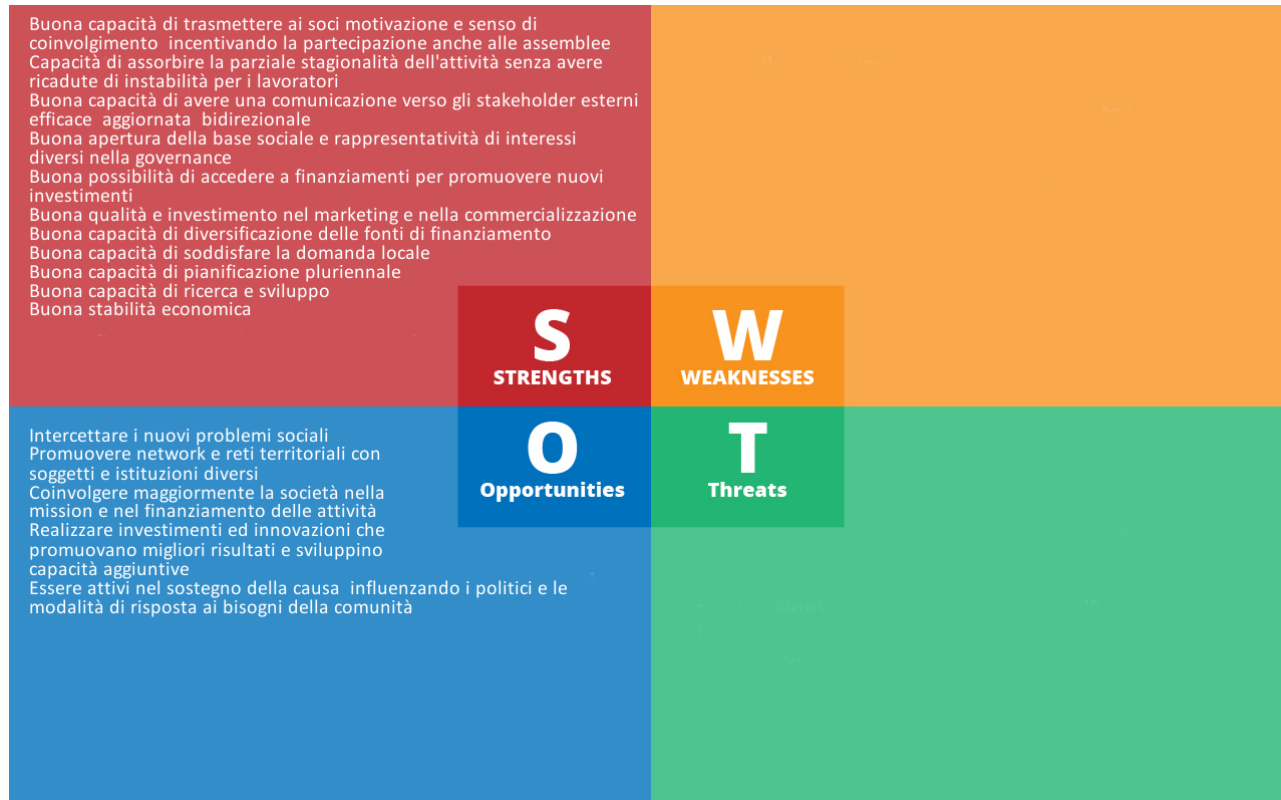 Buona capacità di trasmettere ai soci motivazione e senso di
coinvolgimento  incentivando la partecipazione anche alle assemblee
Capacità di assorbire la parziale stagionalità dell'attività senza avere
ricadute di instabilità per i lavoratori
Buona capacità di avere una comunicazione verso gli stakeholder esterni
efficace  aggiornata  bidirezionale
Buona apertura della base sociale e rappresentatività di interessi
diversi nella governance
Buona possibilità di accedere a finanziamenti per promuovere nuovi
investimenti
Buona qualità e investimento nel marketing e nella commercializzazione
Buona capacità di diversificazione delle fonti di finanziamento
Buona capacità di soddisfare la domanda locale
Buona capacità di pianificazione pluriennale
Buona capacità di ricerca e sviluppo
Buona stabilità economica
S
STRENGTHS
W
WEAKNESSES
Intercettare i nuovi problemi sociali
Promuovere network e reti territoriali con
soggetti e istituzioni diversi
Coinvolgere maggiormente la società nella
mission e nel finanziamento delle attività
Realizzare investimenti ed innovazioni che
promuovano migliori risultati e sviluppino
capacità aggiuntive
Essere attivi nel sostegno della causa  influenzando i politici e le
modalità di risposta ai bisogni della comunità
O
Opportunities
T
Threats